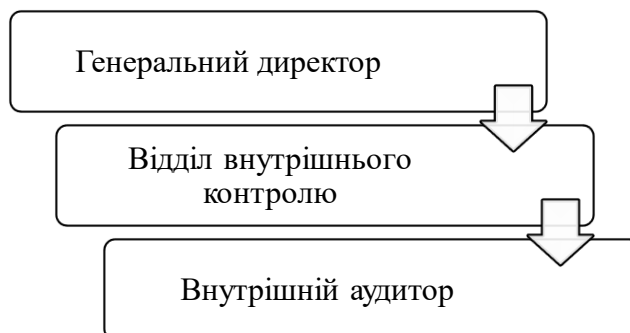 Генеральний директор
Відділ внутрішнього
контролю
Внутрішній аудитор